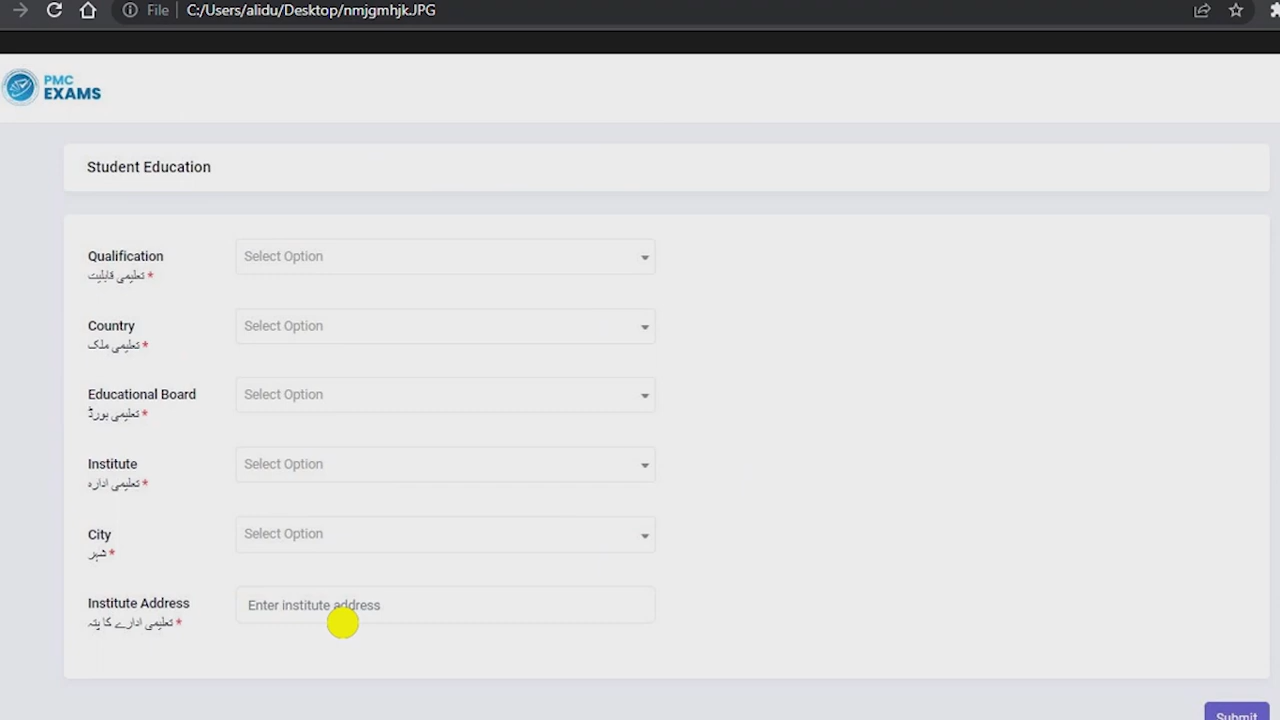 File C:/Users/alidu/Desktop/nmjgmhjk.JPG
PMC
EXAMS
Student Education
Qualification
تعلیمی قابلیت *
Select Option
Country
تعلیمی ملک *
Select Option
Educational Board
تعلیمی بورڈ *
Select Option
Institute
تعلیمی ادارہ *
Select Option
City
شہر *
Select Option
Institute Address
تعلیمی ادارے کا پتہ *
Enter institute address
Submit